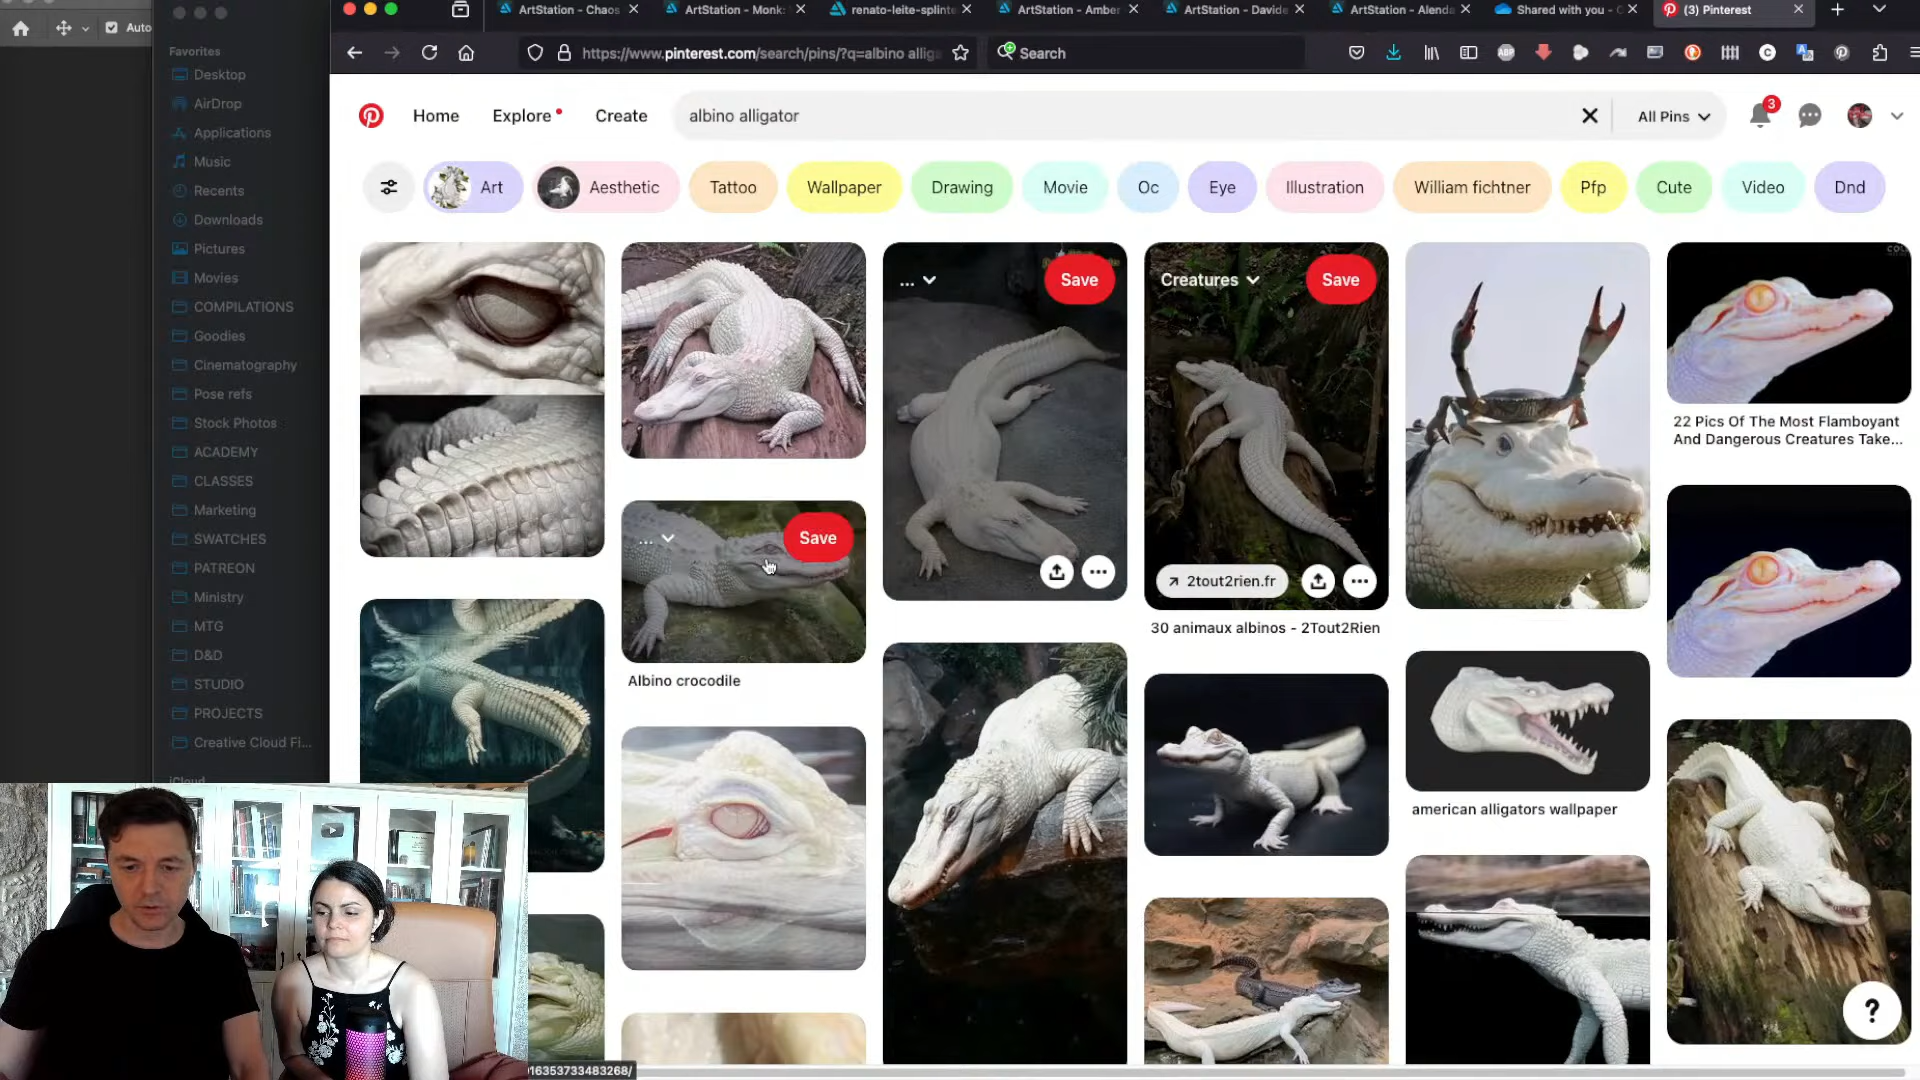 ArtStation - Chaos
ArtStation - Monk:
renato-leite-splinte
ArtStation - Amber
ArtStation - Davide
ArtStation - Alenda
Shared with you -
(3) Pinterest
Auto
https://www.pinterest.com/search/pins/?q=albino allig
Search
Favorites
Desktop
AirDrop
Applications
Music
Recents
Downloads
Pictures
Movies
COMPILATIONS
Goodies
Cinematography
Pose refs
Stock Photos
ACADEMY
CLASSES
Marketing
SWATCHES
PATREON
Ministry
MTG
D&D
STUDIO
PROJECTS
Creative Cloud Fi...
iCloud
Home
Explore
Create
albino alligator
All Pins
3
Art
Aesthetic
Tattoo
Wallpaper
Drawing
Movie
Oc
Eye
Illustration
William fichtner
Pfp
Cute
Video
Dnd
... Save
Creatures Save
22 Pics Of The Most Flamboyant
And Dangerous Creatures Take...
... Save
2tout2rien.fr
30 animaux albinos - 2Tout2Rien
Albino crocodile
american alligators wallpaper
?
16353733483268/